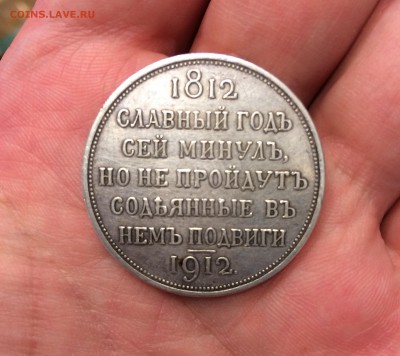 COINS.LAVE.RU
1812
СЛАВНЫЙ ГОДЪ
СЕЙ МИНУЛЪ,
НО НЕ ПРОЙДУТЪ
СОДѢЯННЫЕ ВЪ
НЕМЪ ПОДВИГИ
1912.